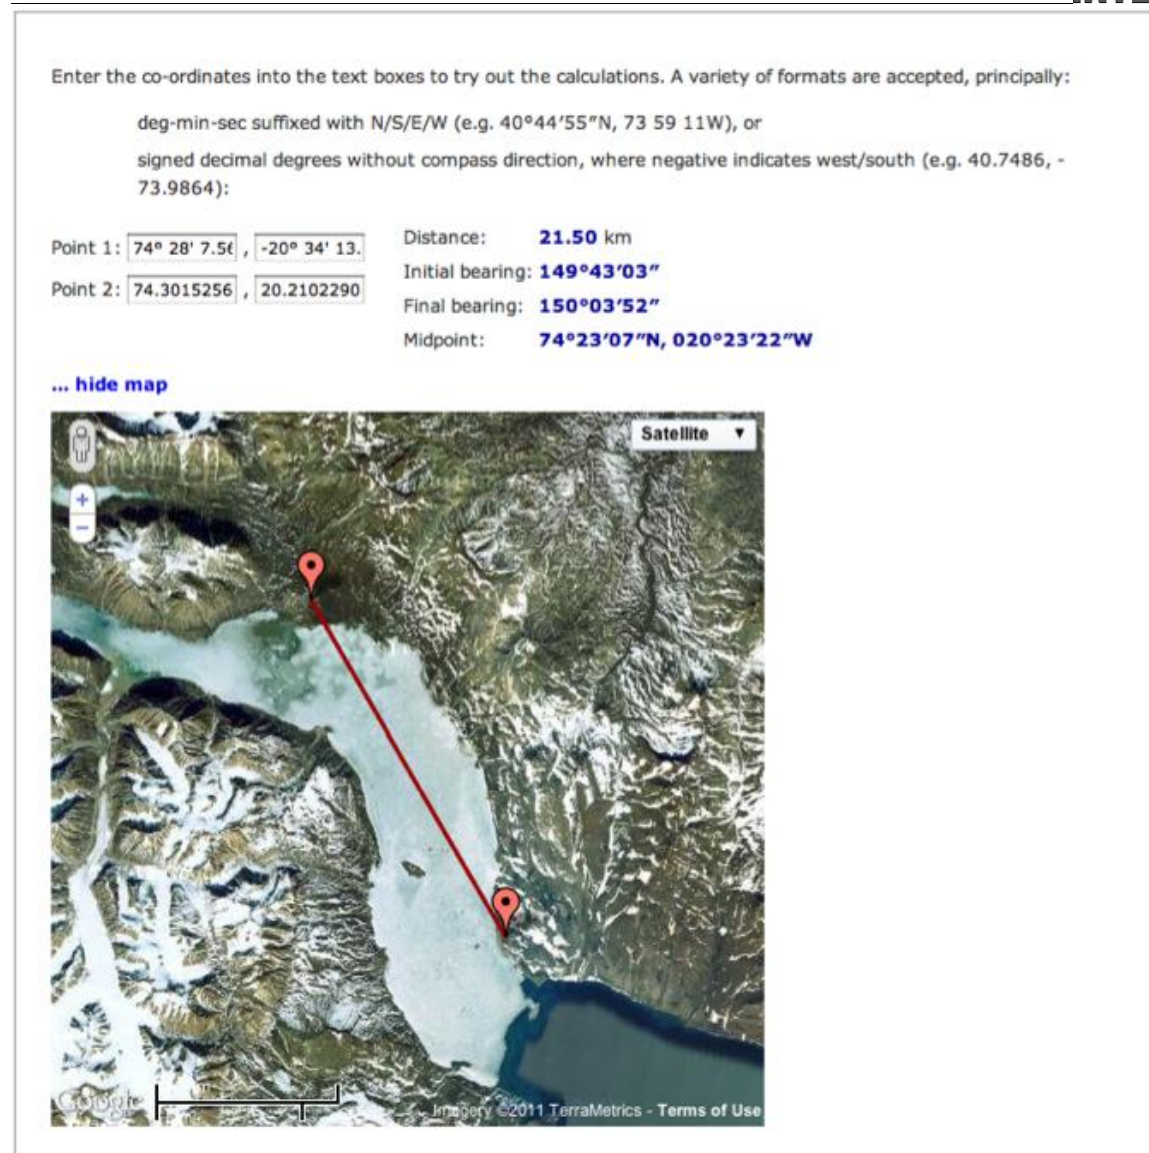 Enter the co-ordinates into the text boxes to try out the calculations. A variety of formats are accepted, principally:
deg-min-sec suffixed with N/S/E/W (e.g. 40°44′55″N, 73 59 11W), or
signed decimal degrees without compass direction, where negative indicates west/south (e.g. 40.7486, -
73.9864):
Point 1: 74° 28' 7.56 , -20° 34' 13.
Point 2: 74.3015256 , 20.2102290
Distance: 21.50 km
Initial bearing: 149°43′03″
Final bearing: 150°03′52″
Midpoint: 74°23′07″N, 020°23′22″W
... hide map
Satellite ▼
+
−
Google
Imagery ©2011 TerraMetrics - Terms of Use